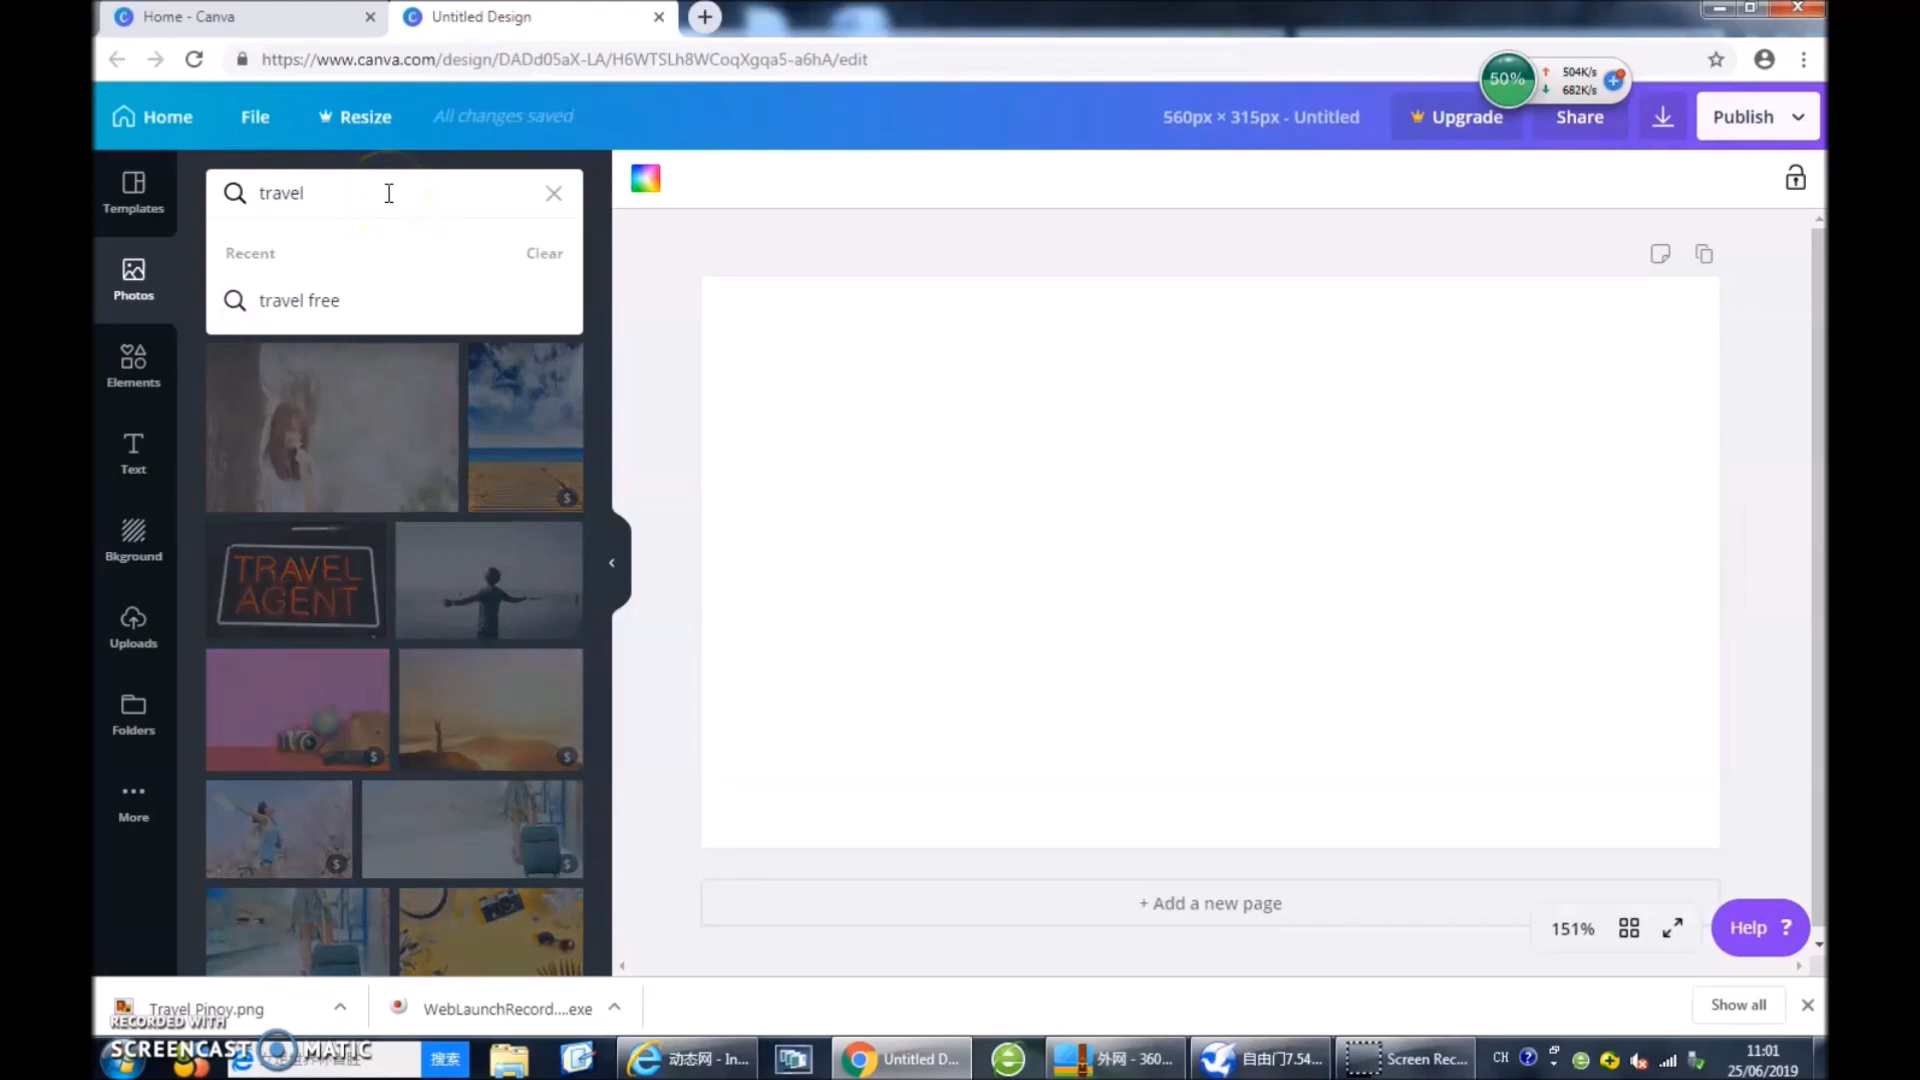 Home - Canva
Untitled Design
https://www.canva.com/design/DADd05aX-LA/H6WTSLh8WCoqXgqa5-a6hA/edit
50%
504K/s
682K/s
Home
File
Resize
All changes saved
560px × 315px - Untitled
Upgrade
Share
Publish
Templates
Photos
Elements
Text
Bkground
Uploads
Folders
More
travel
Recent
Clear
travel free
TRAVEL
AGENT
+ Add a new page
151%
Help ?
Travel Pinoy.png
WebLaunchRecord....exe
Show all
RECORDED WITH
SCREENCAST MATIC
搜索
动态网 - In...
Untitled D...
外网 - 360...
自由门7.54...
Screen Rec...
CH
11:01
25/06/2019